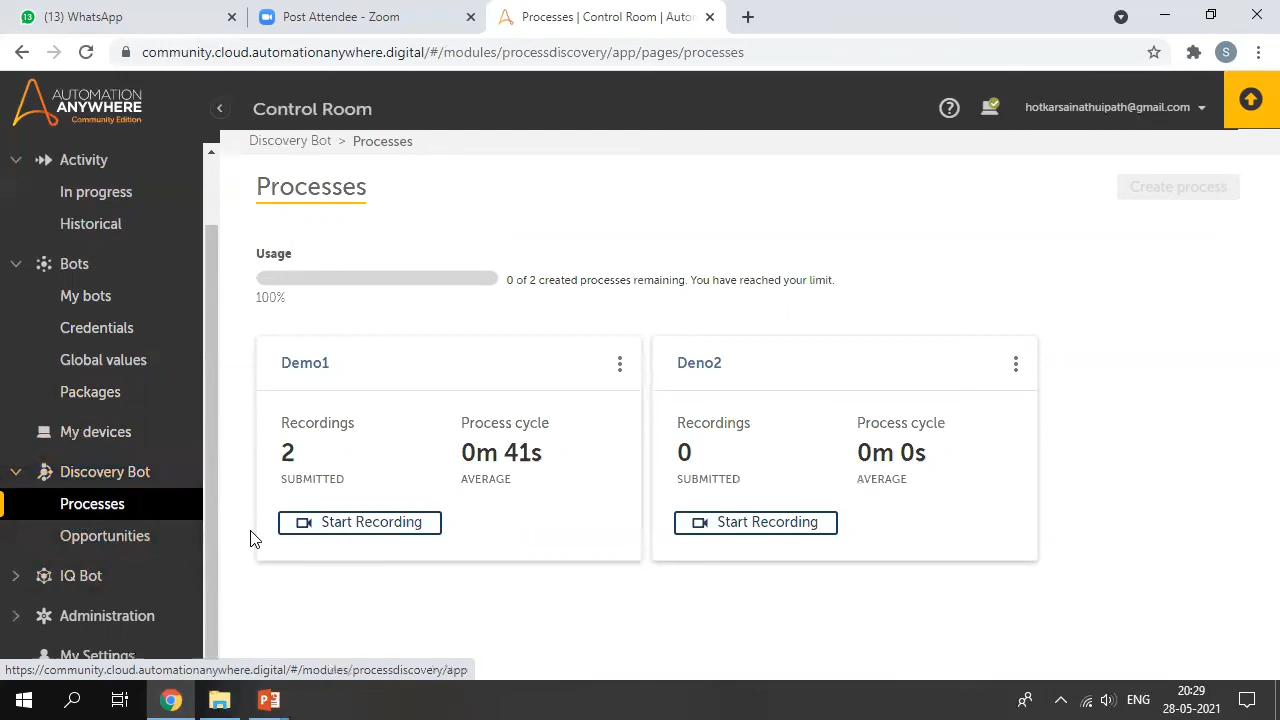 (13) WhatsApp
Post Attendee - Zoom
Processes | Control Room | Auto
community.cloud.automationanywhere.digital/#/modules/processdiscovery/app/pages/processes
S
AUTOMATION
ANYWHERE
Community Edition
Control Room
hotkarsainathuipath@gmail.com
Activity
In progress
Historical
Bots
My bots
Credentials
Global values
Packages
My devices
Discovery Bot
Processes
Opportunities
IQ Bot
Administration
My Settings
Discovery Bot > Processes
Processes
Create process
Usage
0 of 2 created processes remaining. You have reached your limit.
100%
Demo1
Recordings
2
SUBMITTED
Process cycle
0m 41s
AVERAGE
Start Recording
Deno2
Recordings
0
SUBMITTED
Process cycle
0m 0s
AVERAGE
Start Recording
https://community.cloud.automationanywhere.digital/#/modules/processdiscovery/app
ENG
20:29
28-05-2021